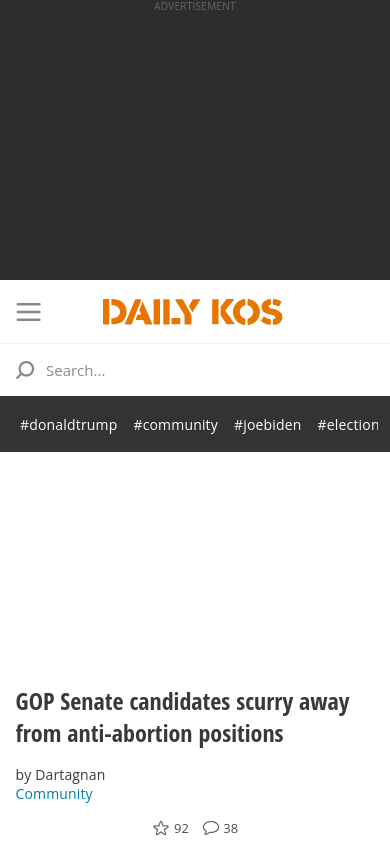 ADVERTISEMENT
DAILY KOS
Search...
#donaldtrump #community #joebiden #election
GOP Senate candidates scurry away
from anti-abortion positions
by Dartagnan
Community
92 38